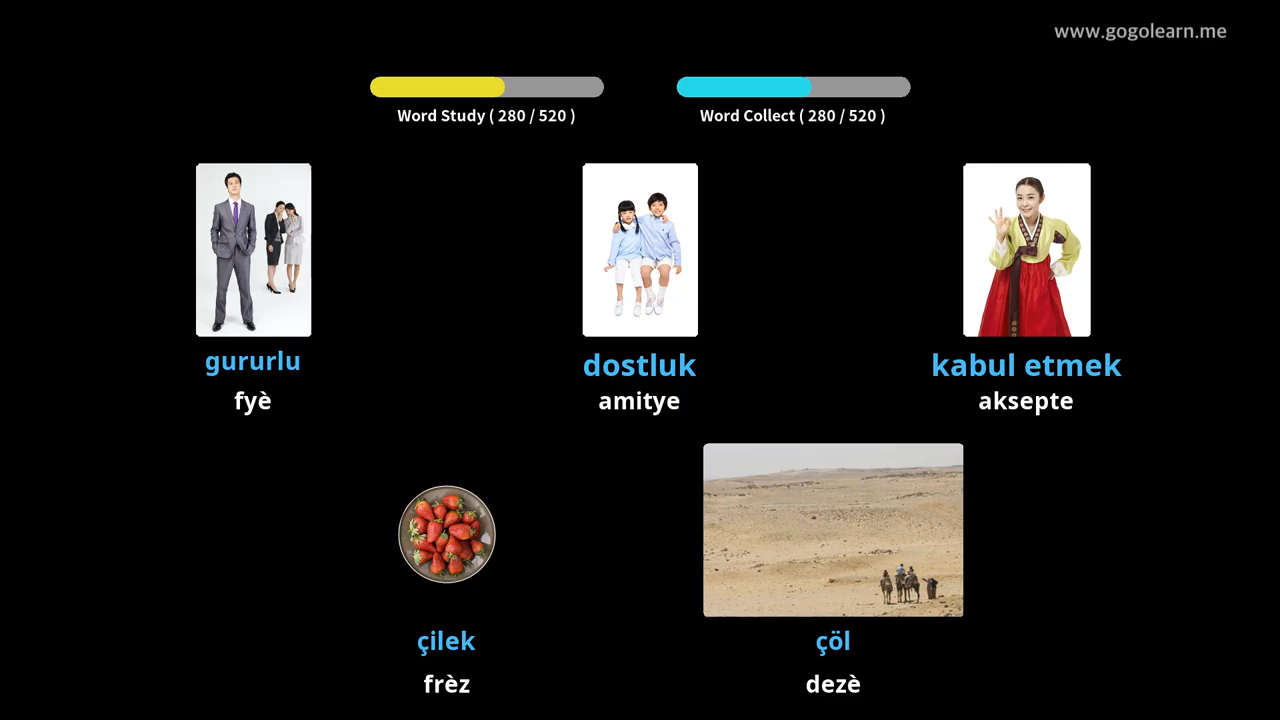 www.gogolearn.me
Word Study ( 280 / 520 )
Word Collect ( 280 / 520 )
gururlu
fyè
dostluk
amitye
kabul etmek
aksepte
çilek
frèz
çöl
dezè